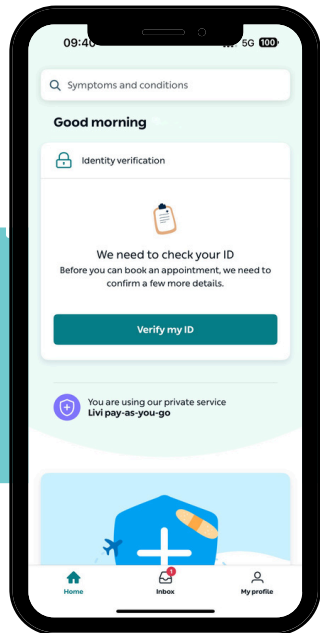 09:40
5G 100
Symptoms and conditions
Good morning
Identity verification
We need to check your ID
Before you can book an appointment, we need to
confirm a few more details.
Verify my ID
You are using our private service
Livi pay-as-you-go
1
Home
Inbox
My profile